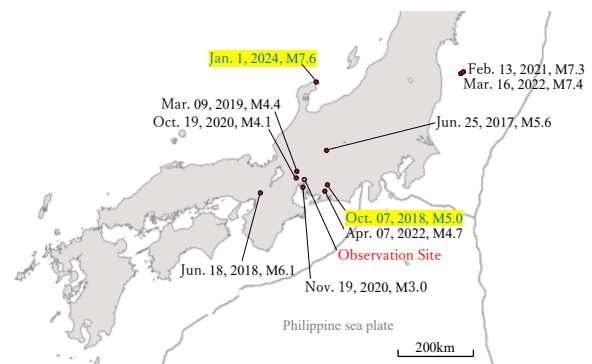 Jan. 1, 2024, M7.6
Feb. 13, 2021, M7.3
Mar. 16, 2022, M7.4
Mar. 09, 2019, M4.4
Oct. 19, 2020, M4.1
Jun. 25, 2017, M5.6
Oct. 07, 2018, M5.0
Apr. 07, 2022, M4.7
Observation Site
Jun. 18, 2018, M6.1
Nov. 19, 2020, M3.0
Philippine sea plate
200km